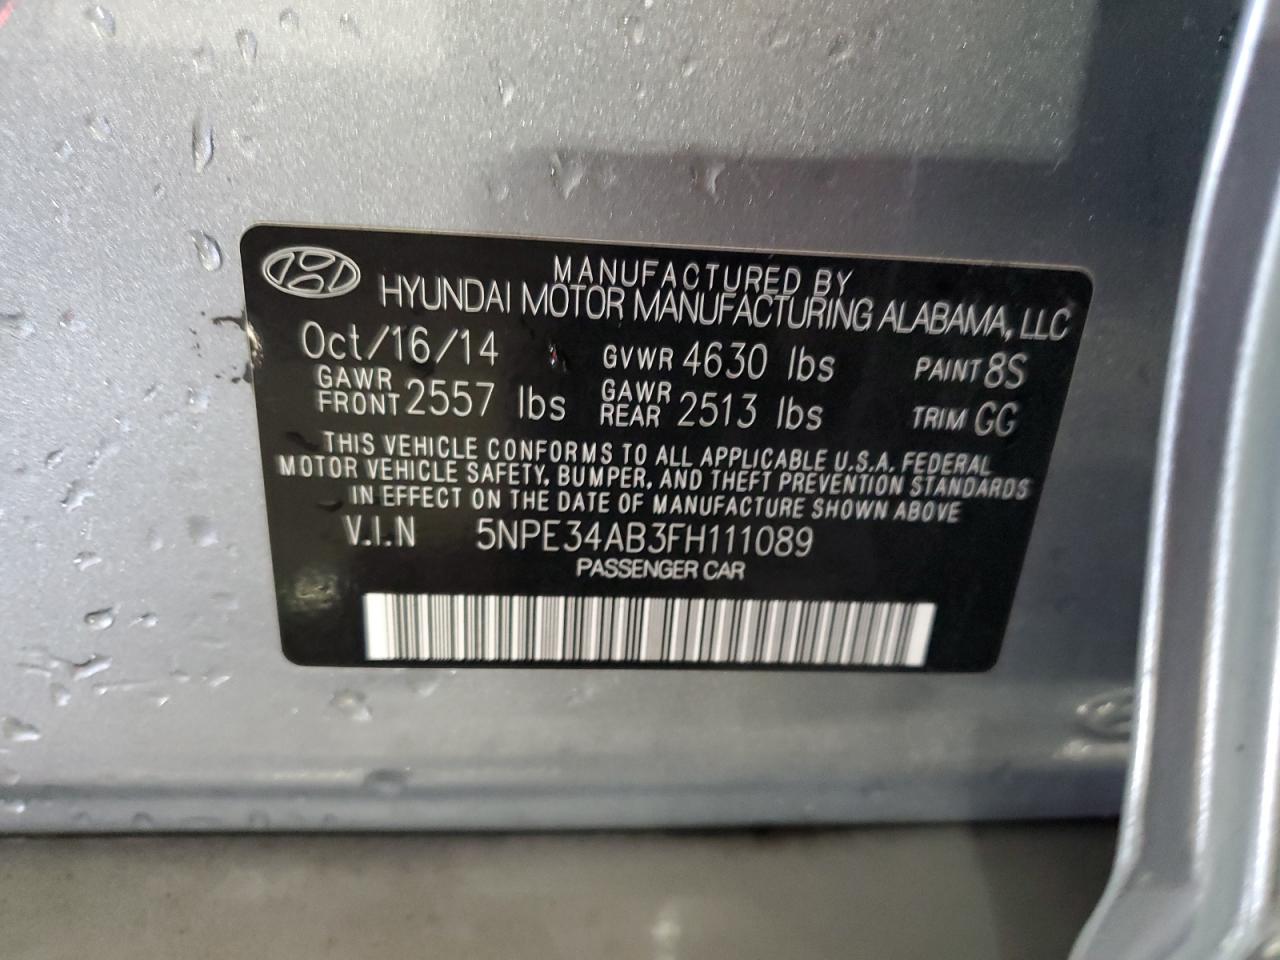 MANUFACTURED BY
HYUNDAI MOTOR MANUFACTURING ALABAMA, LLC
Oct/16/14 GVWR 4630 lbs PAINT 8S
GAWR FRONT 2557 lbs GAWR REAR 2513 lbs TRIM GG
THIS VEHICLE CONFORMS TO ALL APPLICABLE U.S.A. FEDERAL
MOTOR VEHICLE SAFETY, BUMPER, AND THEFT PREVENTION STANDARDS
IN EFFECT ON THE DATE OF MANUFACTURE SHOWN ABOVE
V.I.N 5NPE34AB3FH111089
PASSENGER CAR